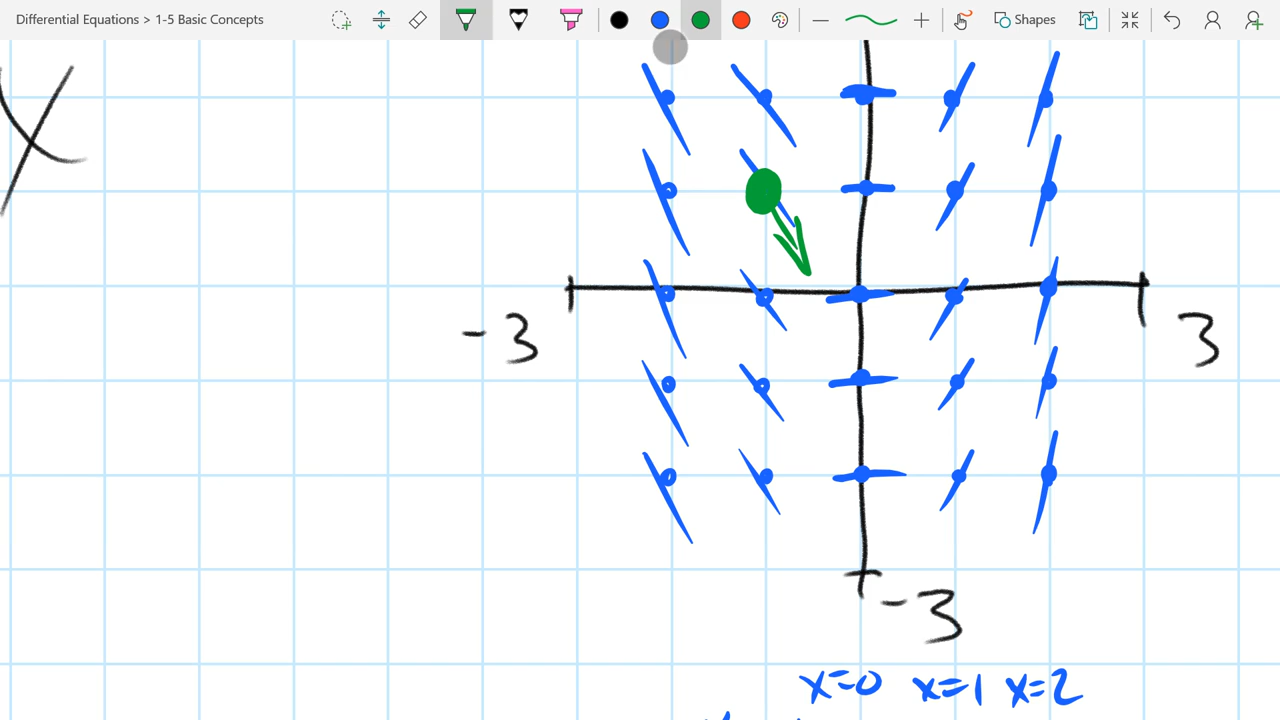 Differential Equations > 1-5 Basic Concepts
Shapes
-3
3
-3
x=0 x=1 x=2